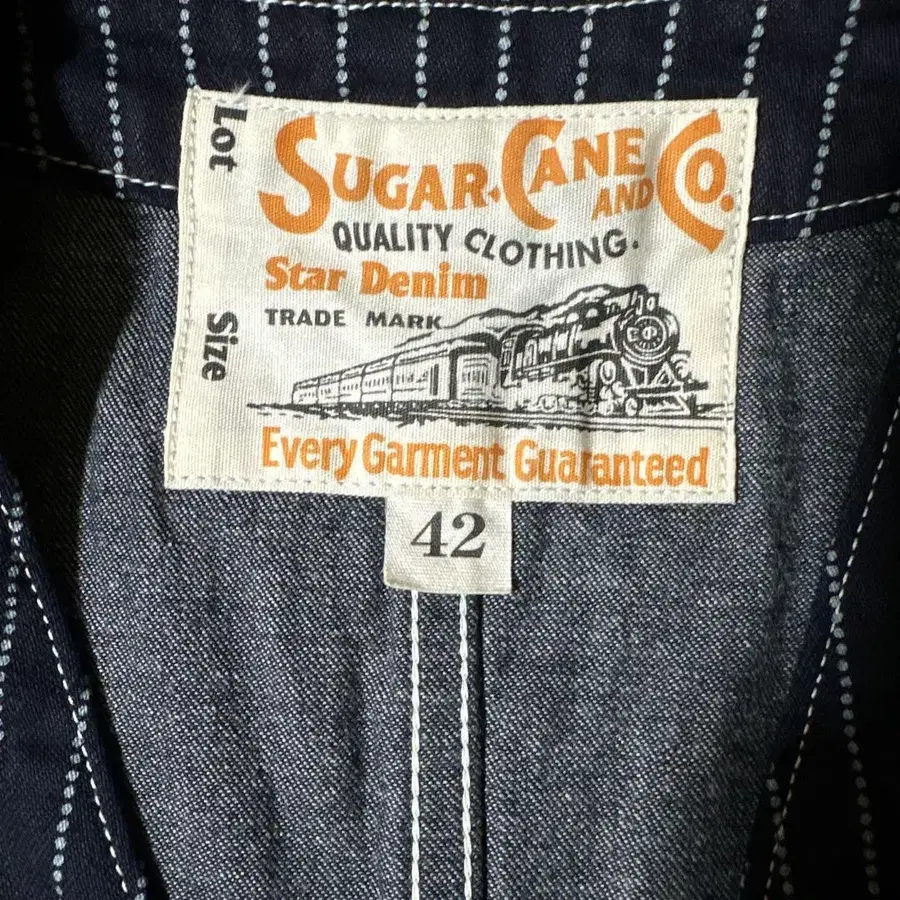 Lot
SUGAR CANE AND CO.
QUALITY CLOTHING.
Star Denim
TRADE MARK
Size
Every Garment Guaranteed
42